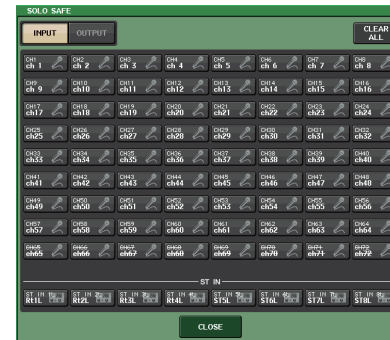 SOLO SAFE
INPUT OUTPUT CLEAR ALL
CH1 CH2 CH3 CH4 CH5 CH6 CH7 CH8
ch 1 ch 2 ch 3 ch 4 ch 5 ch 6 ch 7 ch 8
CH9 CH10 CH11 CH12 CH13 CH14 CH15 CH16
ch 9 ch10 ch11 ch12 ch13 ch14 ch15 ch16
CH17 CH18 CH19 CH20 CH21 CH22 CH23 CH24
ch17 ch18 ch19 ch20 ch21 ch22 ch23 ch24
CH25 CH26 CH27 CH28 CH29 CH30 CH31 CH32
ch25 ch26 ch27 ch28 ch29 ch30 ch31 ch32
CH33 CH34 CH35 CH36 CH37 CH38 CH39 CH40
ch33 ch34 ch35 ch36 ch37 ch38 ch39 ch40
CH41 CH42 CH43 CH44 CH45 CH46 CH47 CH48
ch41 ch42 ch43 ch44 ch45 ch46 ch47 ch48
CH49 CH50 CH51 CH52 CH53 CH54 CH55 CH56
ch49 ch50 ch51 ch52 ch53 ch54 ch55 ch56
CH57 CH58 CH59 CH60 CH61 CH62 CH63 CH64
ch57 ch58 ch59 ch60 ch61 ch62 ch63 ch64
CH65 CH66 CH67 CH68 CH69 CH70 CH71 CH72
ch65 ch66 ch67 ch68 ch69 ch70 ch71 ch72
ST IN
ST IN ST IN ST IN ST IN ST IN ST IN ST IN ST IN
Rt1L Rt2L Rt3L Rt4L ST5L ST6L ST7L ST8L
CLOSE